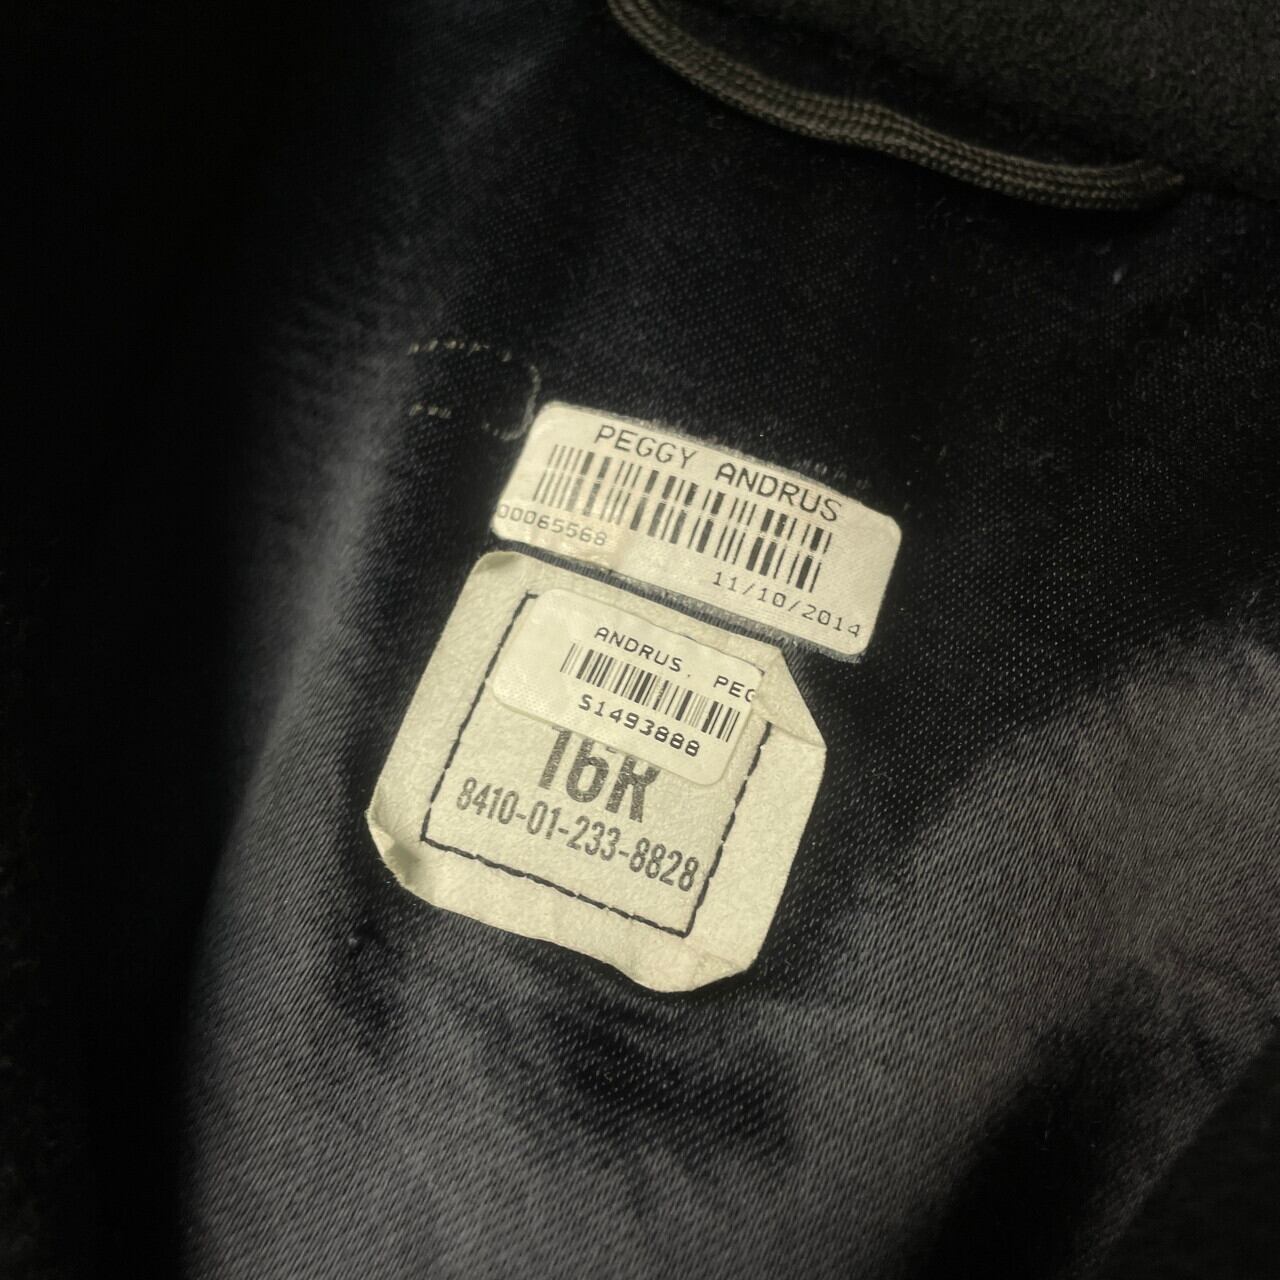 PEGGY ANDRUS
00065568
11/10/2014
ANDRUS, PEG
S1493888
16R
8410-01-233-8828